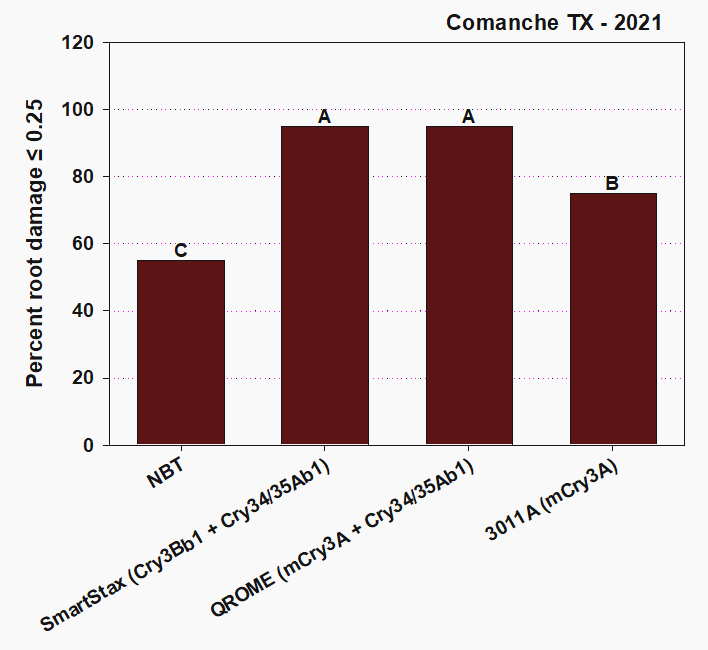 Comanche TX - 2021
Percent root damage ≤ 0.25
120
100
80
60
40
20
0
C
A
A
B
NBT
SmartStax (Cry3Bb1 + Cry34/35Ab1)
QROME (mCry3A + Cry34/35Ab1)
3011A (mCry3A)